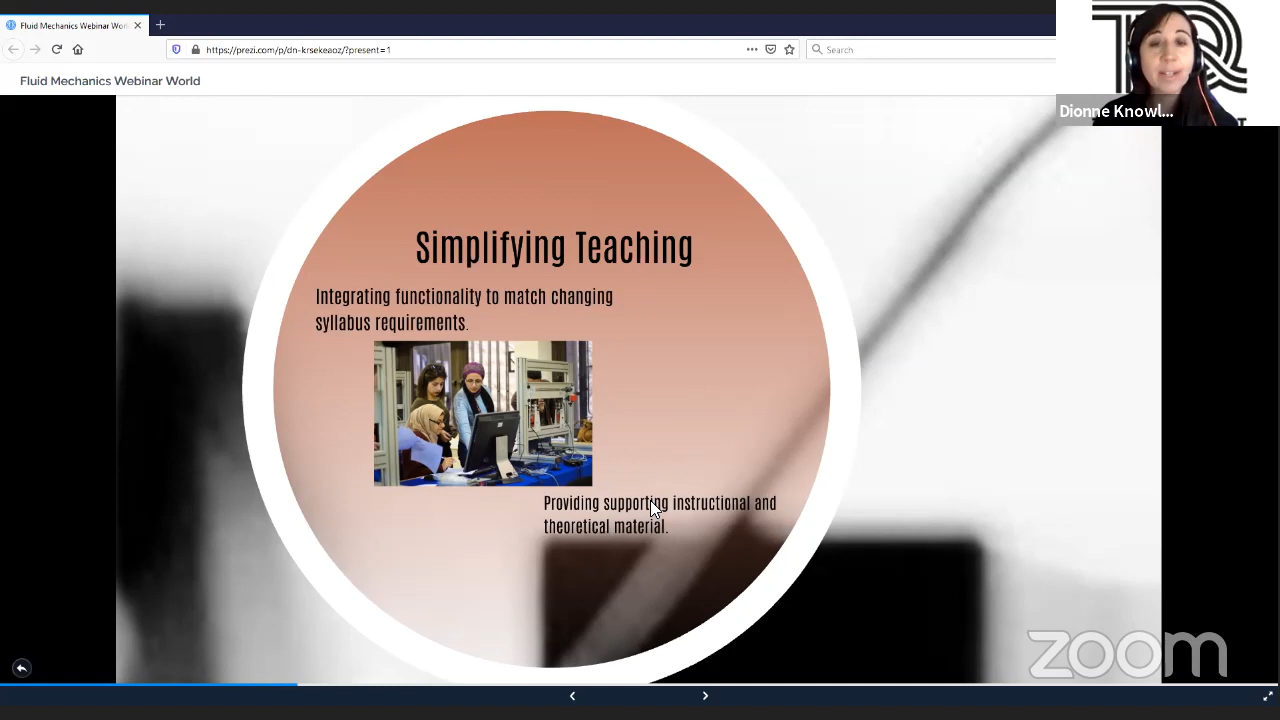 Fluid Mechanics Webinar Worl
https://prezi.com/p/dn-krsekeaoz/?present=1
Search
Fluid Mechanics Webinar World
Dionne Knowl...
Simplifying Teaching
Integrating functionality to match changing
syllabus requirements.
Providing supporting instructional and
theoretical material.
zoom